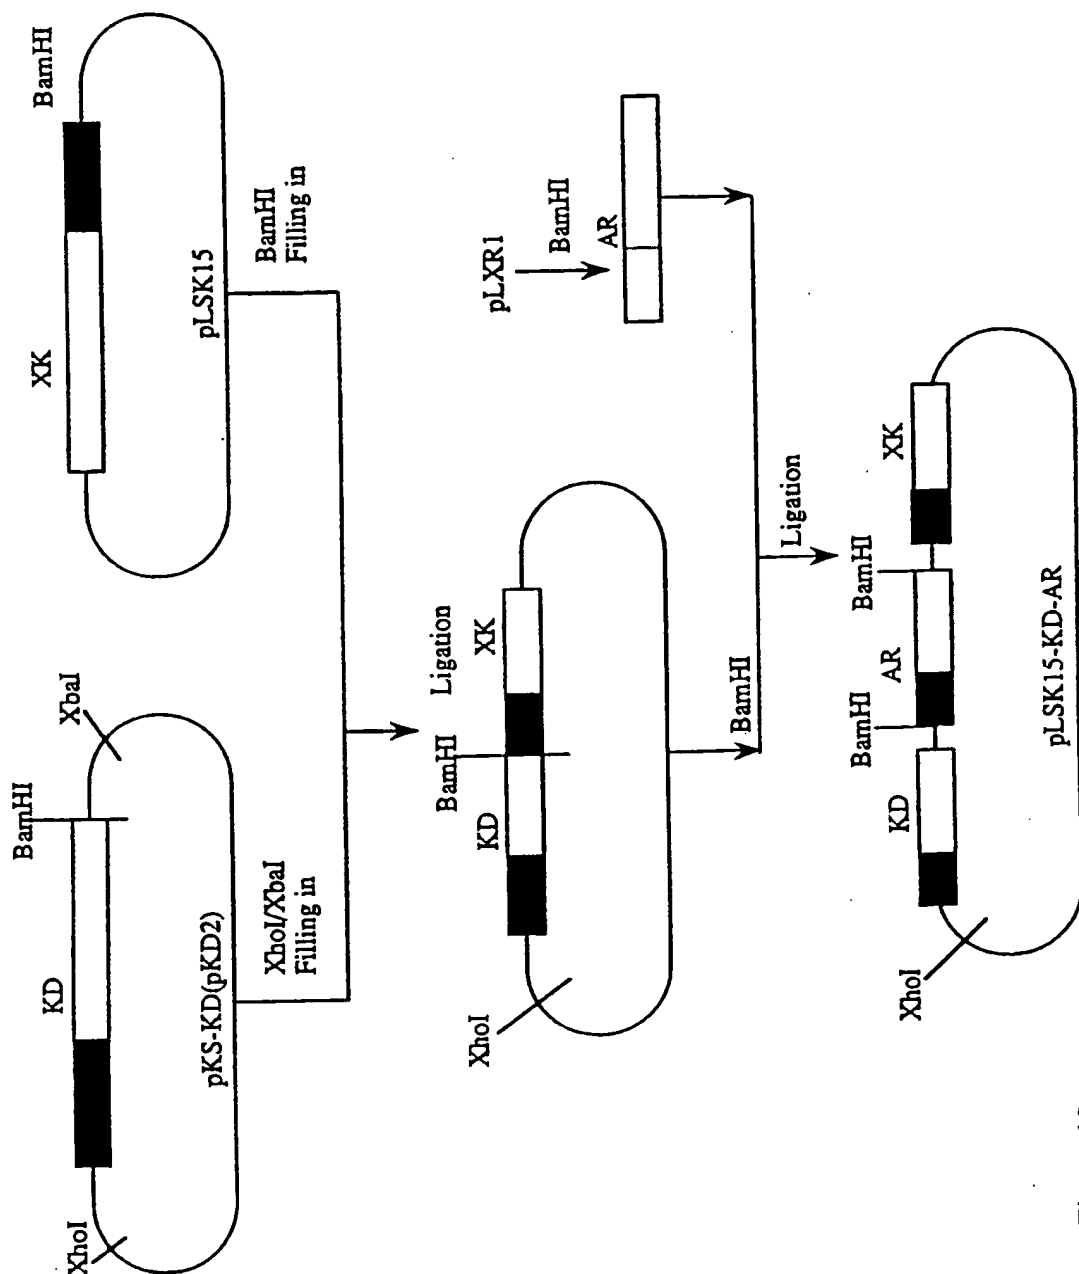 BamHI
XK
pLSK15
BamHI
Filling in
XbaI
BamHI
KD
XhoI
pKS-KD(pKD2)
XhoI/XbaI
Filling in
pLXR1
BamHI
AR
Ligation
BamHI
XK
KD
XhoI
BamHI
Ligation
XK
BamHI
AR
BamHI
KD
XhoI
pLSK15-KD-AR